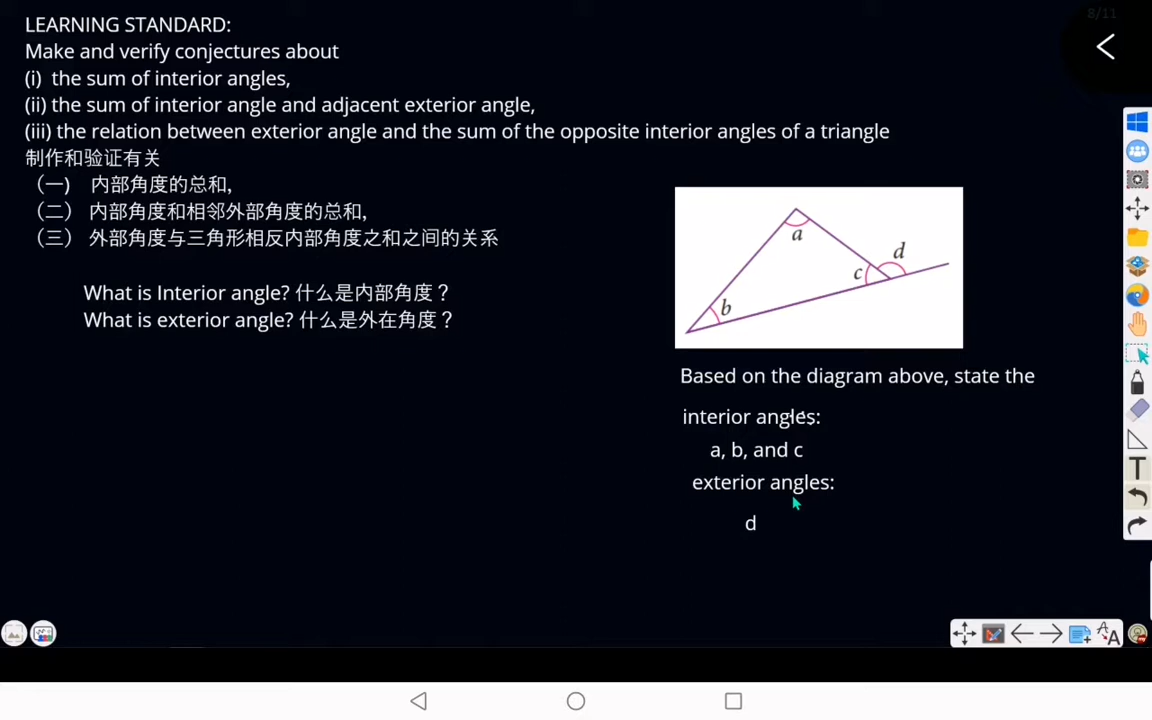 8/11
LEARNING STANDARD:
Make and verify conjectures about
(i) the sum of interior angles,
(ii) the sum of interior angle and adjacent exterior angle,
(iii) the relation between exterior angle and the sum of the opposite interior angles of a triangle
制作和验证有关
（一) 内部角度的总和,
（二） 内部角度和相邻外部角度的总和,
（三） 外部角度与三角形相反内部角度之和之间的关系
What is Interior angle? 什么是内部角度？
What is exterior angle? 什么是外在角度？
a
d
c
b
Based on the diagram above, state the
interior angles:
a, b, and c
exterior angles:
d
T
A A